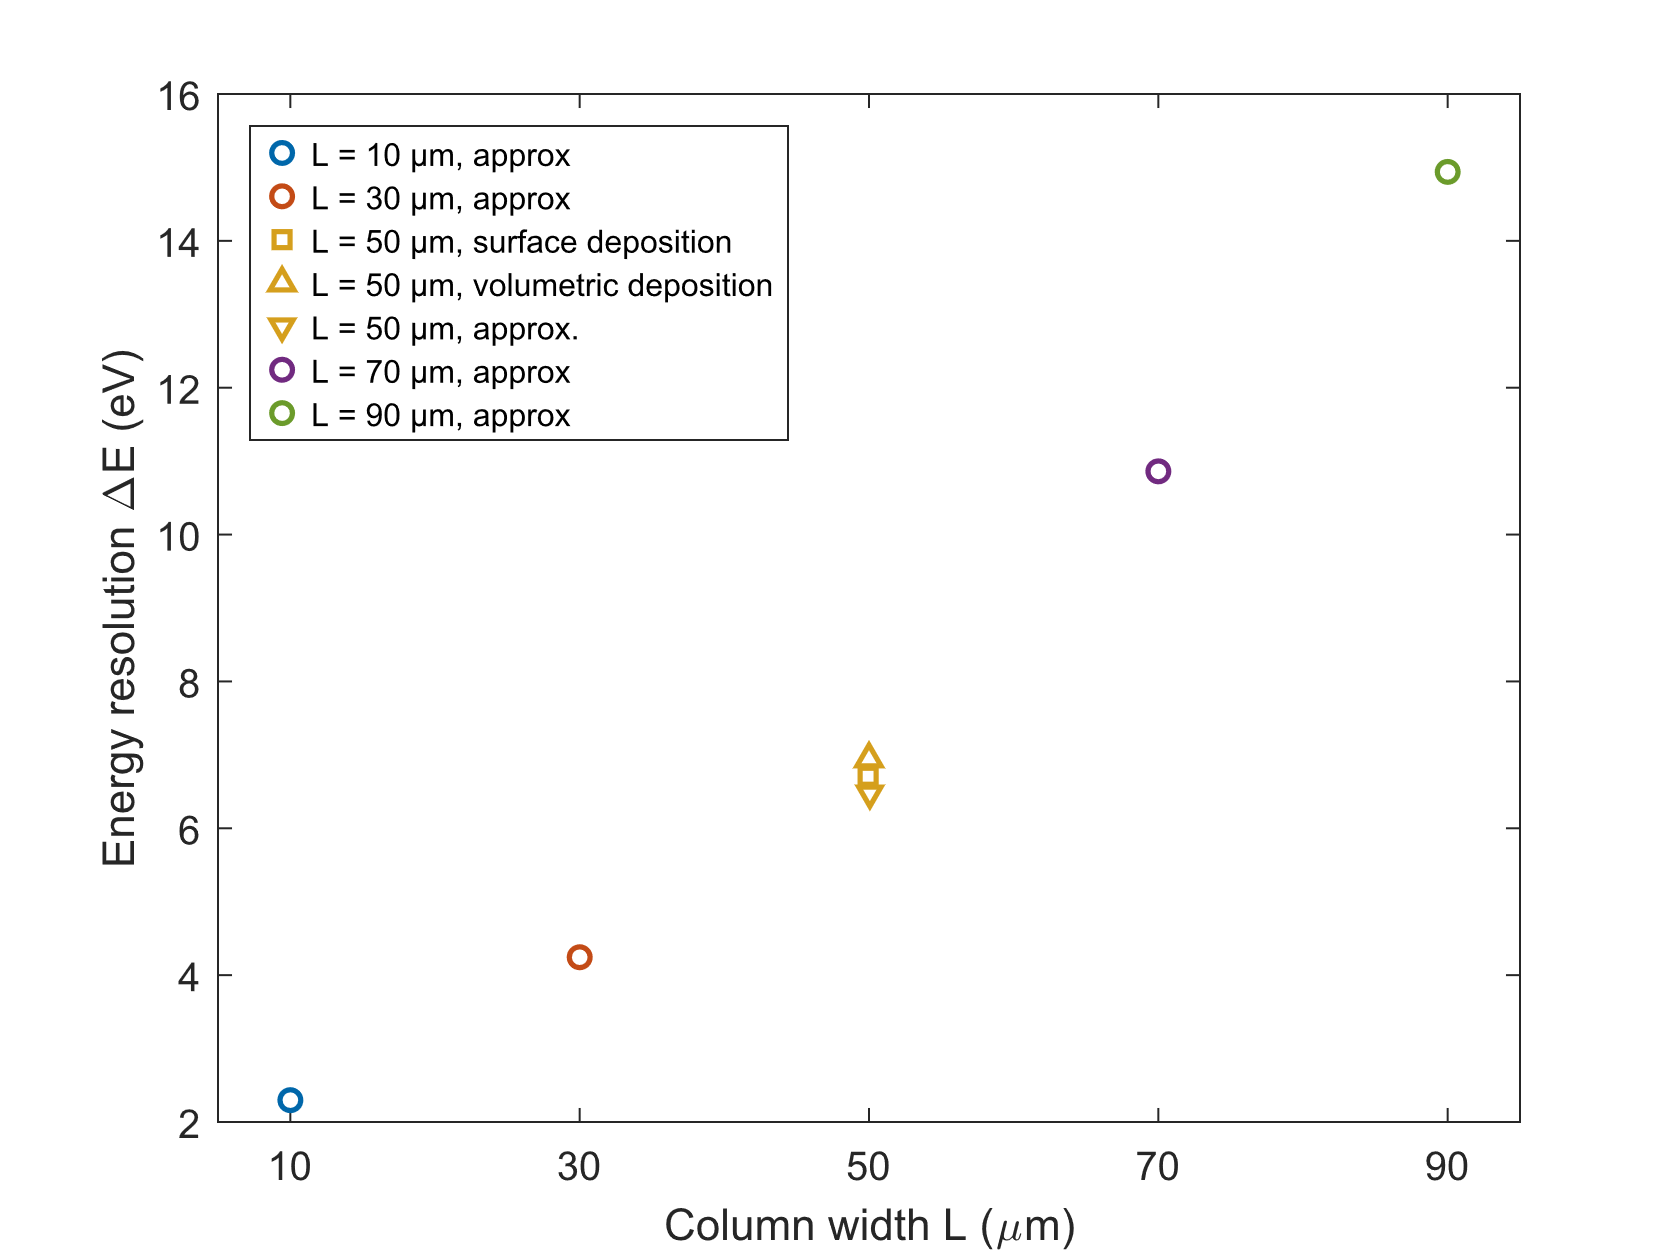 16
14
12
10
8
6
4
2
Energy resolution ΔE (eV)
L = 10 µm, approx
L = 30 µm, approx
L = 50 µm, surface deposition
L = 50 µm, volumetric deposition
L = 50 µm, approx.
L = 70 µm, approx
L = 90 µm, approx
10 30 50 70 90
Column width L (μm)